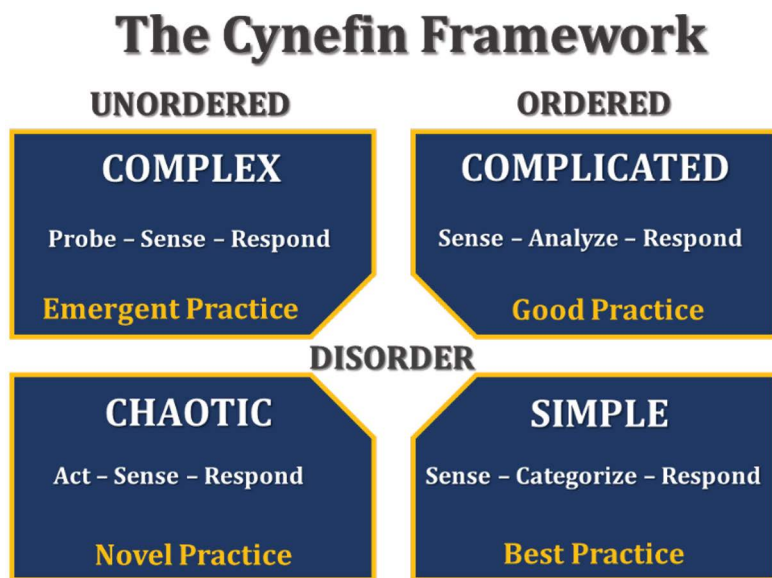 The Cynefin Framework
UNORDERED
ORDERED
COMPLEX
Probe – Sense – Respond
Emergent Practice
COMPLICATED
Sense – Analyze – Respond
Good Practice
DISORDER
CHAOTIC
Act – Sense – Respond
Novel Practice
SIMPLE
Sense – Categorize – Respond
Best Practice